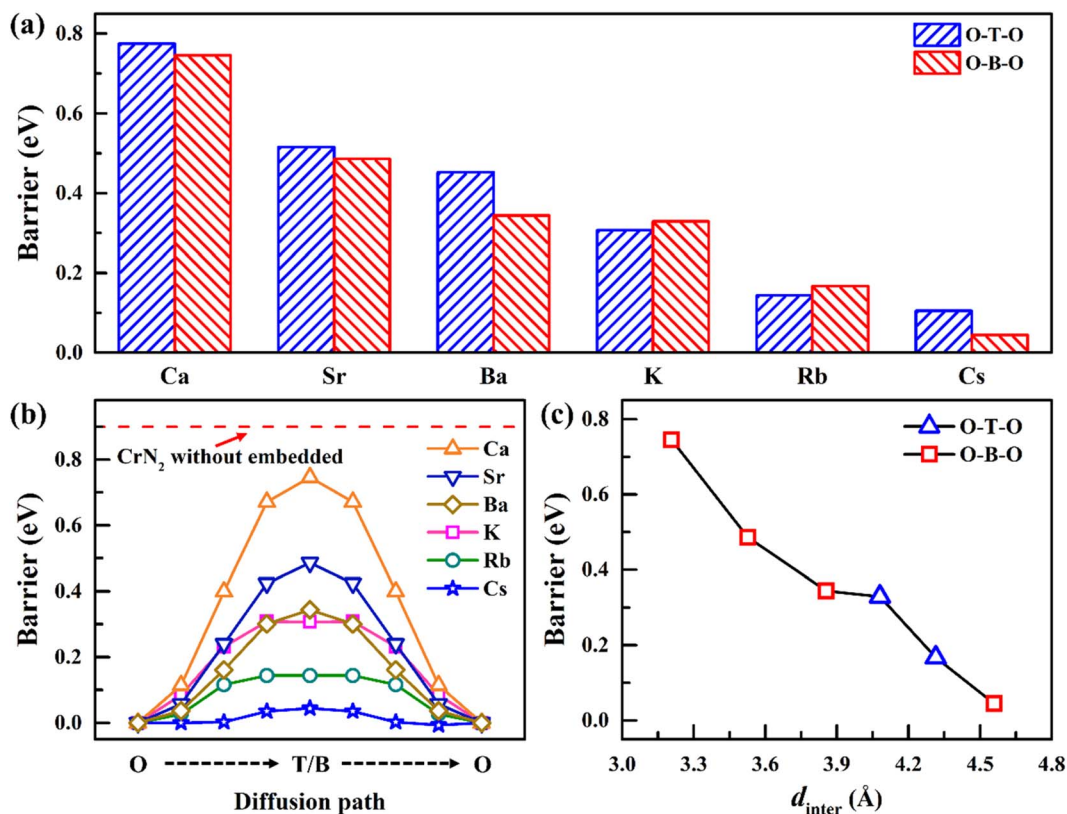 (a)
0.8
0.6
0.4
0.2
0.0
Barrier (eV)
O-T-O
O-B-O
Ca Sr Ba K Rb Cs
(b)
0.8
0.6
0.4
0.2
0.0
Barrier (eV)
CrN2 without embedded
Ca
Sr
Ba
K
Rb
Cs
O T/B O
Diffusion path
(c)
0.8
0.6
0.4
0.2
0.0
Barrier (eV)
O-T-O
O-B-O
3.0 3.3 3.6 3.9 4.2 4.5 4.8
dinter (Å)